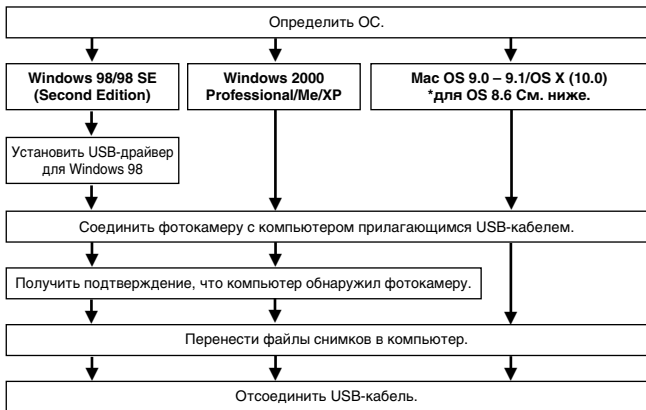 Определить ОС.
Windows 98/98 SE
(Second Edition)
Windows 2000
Professional/Me/XP
Mac OS 9.0 – 9.1/OS X (10.0)
*для OS 8.6 См. ниже.
Установить USB-драйвер
для Windows 98
Соединить фотокамеру с компьютером прилагающимся USB-кабелем.
Получить подтверждение, что компьютер обнаружил фотокамеру.
Перенести файлы снимков в компьютер.
Отсоединить USB-кабель.